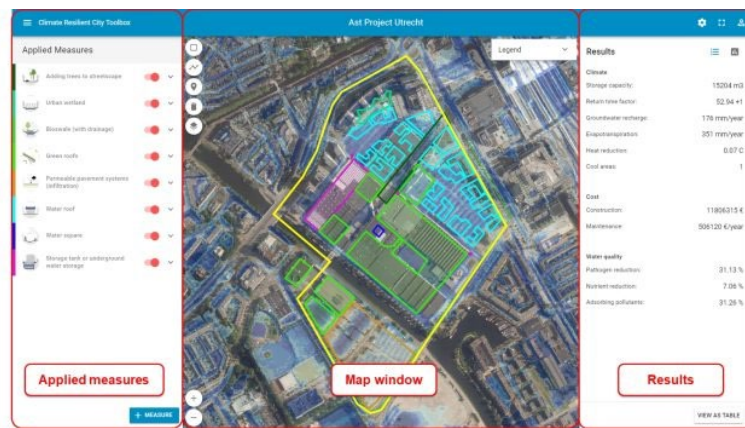 Climate Resilient City Toolbox
Ast Project Utrecht
Applied Measures
Adding trees to streetscape
Urban wetland
Bioswale (with drainage)
Green roofs
Permeable pavement systems
(infiltration)
Water roof
Water square
Storage tank or underground
water storage
Applied measures
+ MEASURE
Legend
Map window
Results
Climate
Storage capacity: 15204 m3
Return time factor: 52.94 +1
Groundwater recharge: 176 mm/year
Evapotranspiration: 351 mm/year
Heat reduction: 0.07 C
Cool areas: 1
Cost
Construction: 11806315 €
Maintenance: 506120 €/year
Water quality
Pathogen reduction: 31.13 %
Nutrient reduction: 7.06 %
Adsorbing pollutants: 31.26 %
Results
VIEW AS TABLE